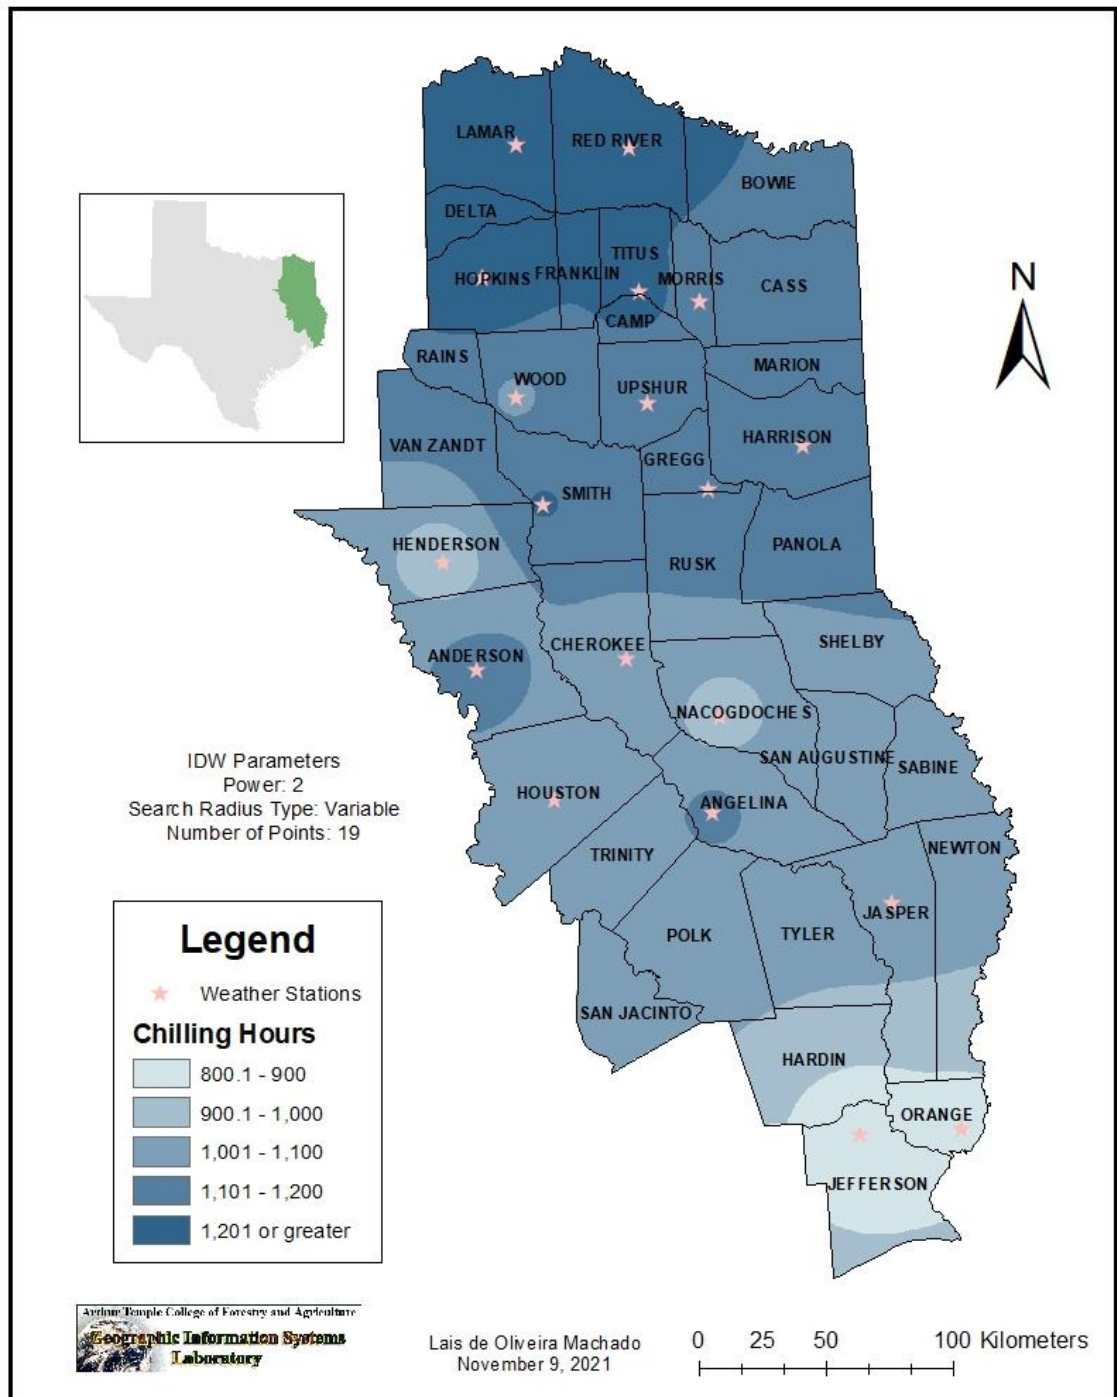 LAMAR
RED RIVER
BOWIE
DELTA
TITUS
HOPKINS
FRANKLIN
MORRIS
CASS
CAMP
RAINS
MARION
WOOD
UPSHUR
HARRISON
VAN ZANDT
GREGG
SMITH
HENDERSON
PANOLA
RUSK
N
SHELBY
CHEROKEE
ANDERSON
NACOGDOCHES
SAN AUGUSTINE
SABINE
HOUSTON
ANGELINA
NEWTON
TRINITY
JASPER
POLK
TYLER
SAN JACINTO
HARDIN
ORANGE
JEFFERSON
IDW Parameters
Power: 2
Search Radius Type: Variable
Number of Points: 19
Legend
Weather Stations
Chilling Hours
800.1 - 900
900.1 - 1,000
1,001 - 1,100
1,101 - 1,200
1,201 or greater
Arthur Temple College of Forestry and Agriculture
Geographic Information Systems
Laboratory
Lais de Oliveira Machado
November 9, 2021
0 25 50 100 Kilometers